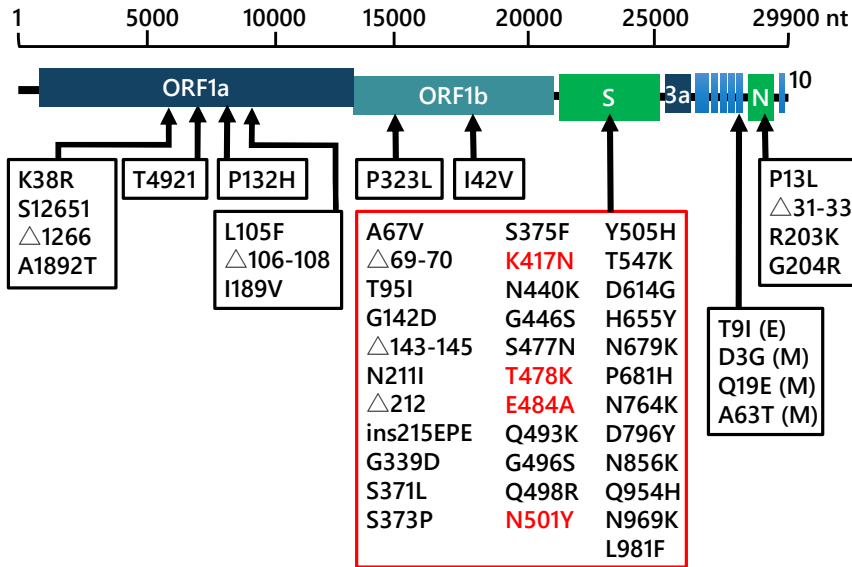 1 5000 10000 15000 20000 25000 29900 nt
ORF1a ORF1b S 3a N 10
K38R
S12651
△1266
A1892T
T4921
P132H
L105F
△106-108
I189V
P323L
I42V
A67V
△69-70
T95I
G142D
△143-145
N211I
△212
ins215EPE
G339D
S371L
S373P
S375F
K417N
N440K
G446S
S477N
T478K
E484A
Q493K
G496S
Q498R
N501Y
Y505H
T547K
D614G
H655Y
N679K
P681H
N764K
D796Y
N856K
Q954H
N969K
L981F
T9I (E)
D3G (M)
Q19E (M)
A63T (M)
P13L
△31-33
R203K
G204R